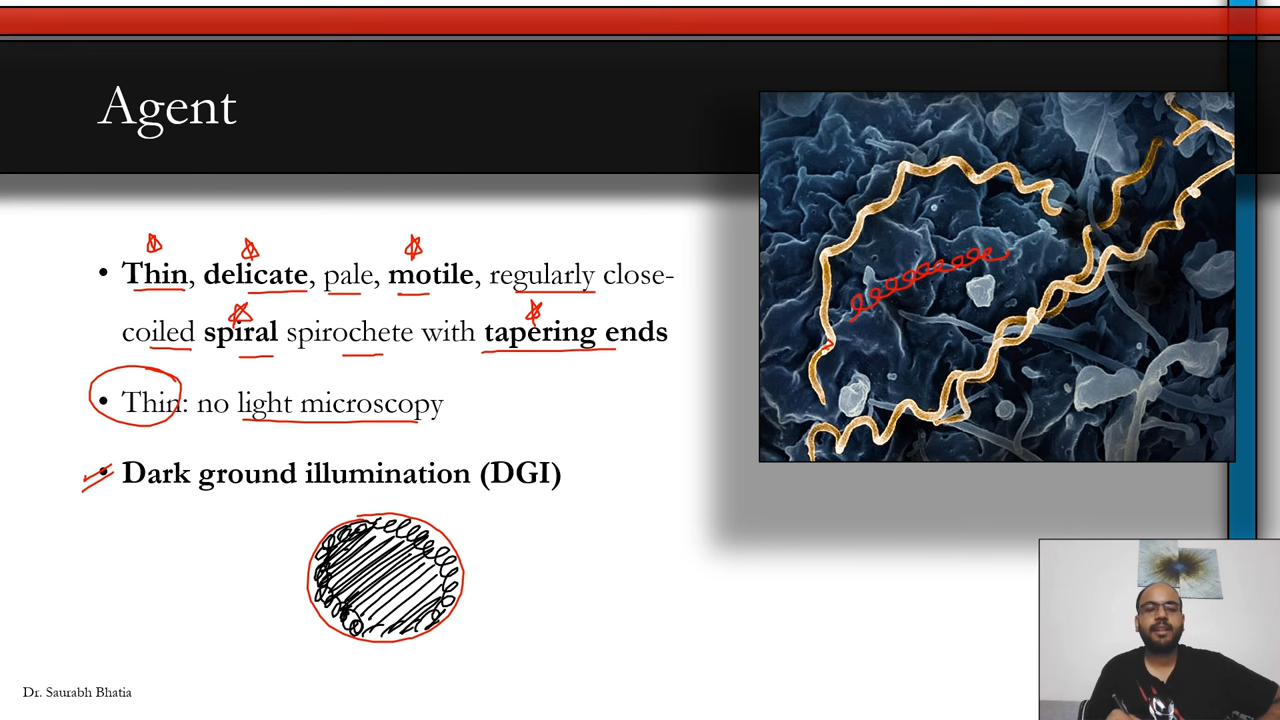 Agent
• Thin, delicate, pale, motile, regularly close-
coiled spiral spirochete with tapering ends
• Thin: no light microscopy
• Dark ground illumination (DGI)
Dr. Saurabh Bhatia